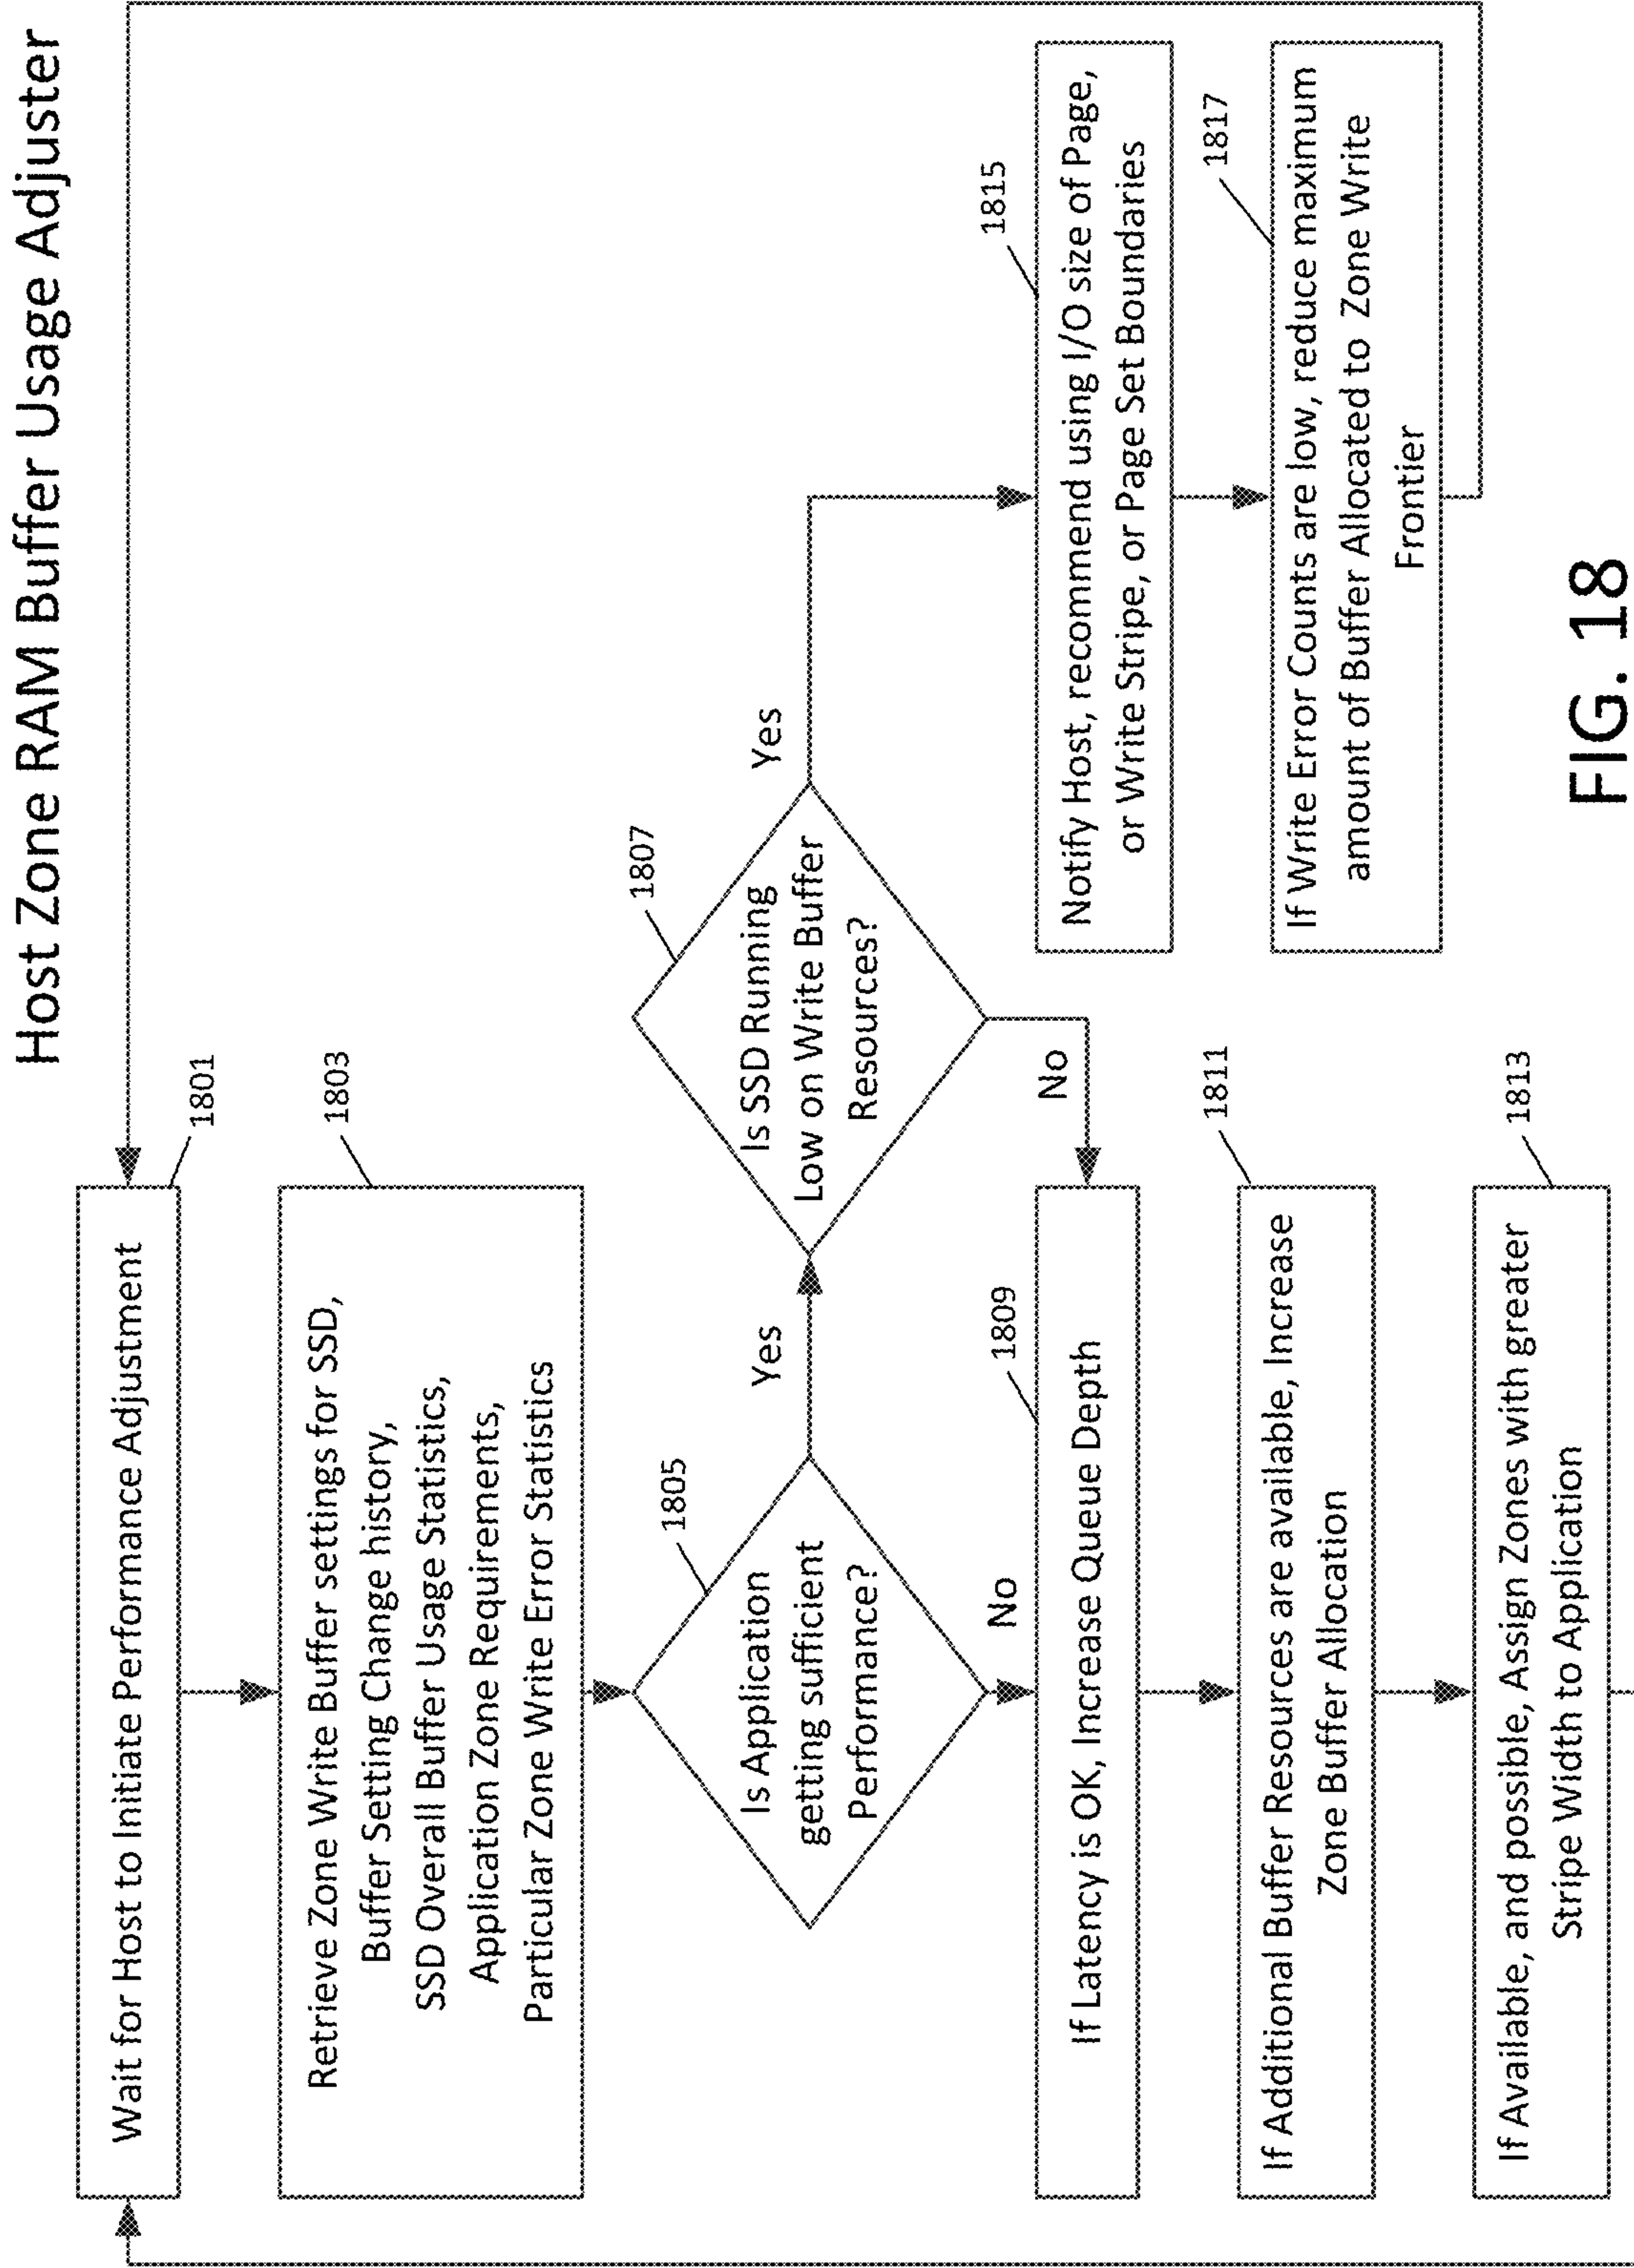 Host Zone RAM Buffer Usage Adjuster
Wait for Host to Initiate Performance Adjustment
1801
Retrieve Zone Write Buffer settings for SSD,
Buffer Setting Change history,
SSD Overall Buffer Usage Statistics,
Application Zone Requirements,
Particular Zone Write Error Statistics
1803
Is Application
getting sufficient
Performance?
1805
Yes
No
Is SSD Running
Low on Write Buffer
Resources?
1807
Yes
No
If Latency is OK, Increase Queue Depth
1809
If Additional Buffer Resources are available, Increase
Zone Buffer Allocation
1811
If Available, and possible, Assign Zones with greater
Stripe Width to Application
1813
Notify Host, recommend using I/O size of Page,
or Write Stripe, or Page Set Boundaries
1815
If Write Error Counts are low, reduce maximum
amount of Buffer Allocated to Zone Write
Frontier
1817
FIG. 18